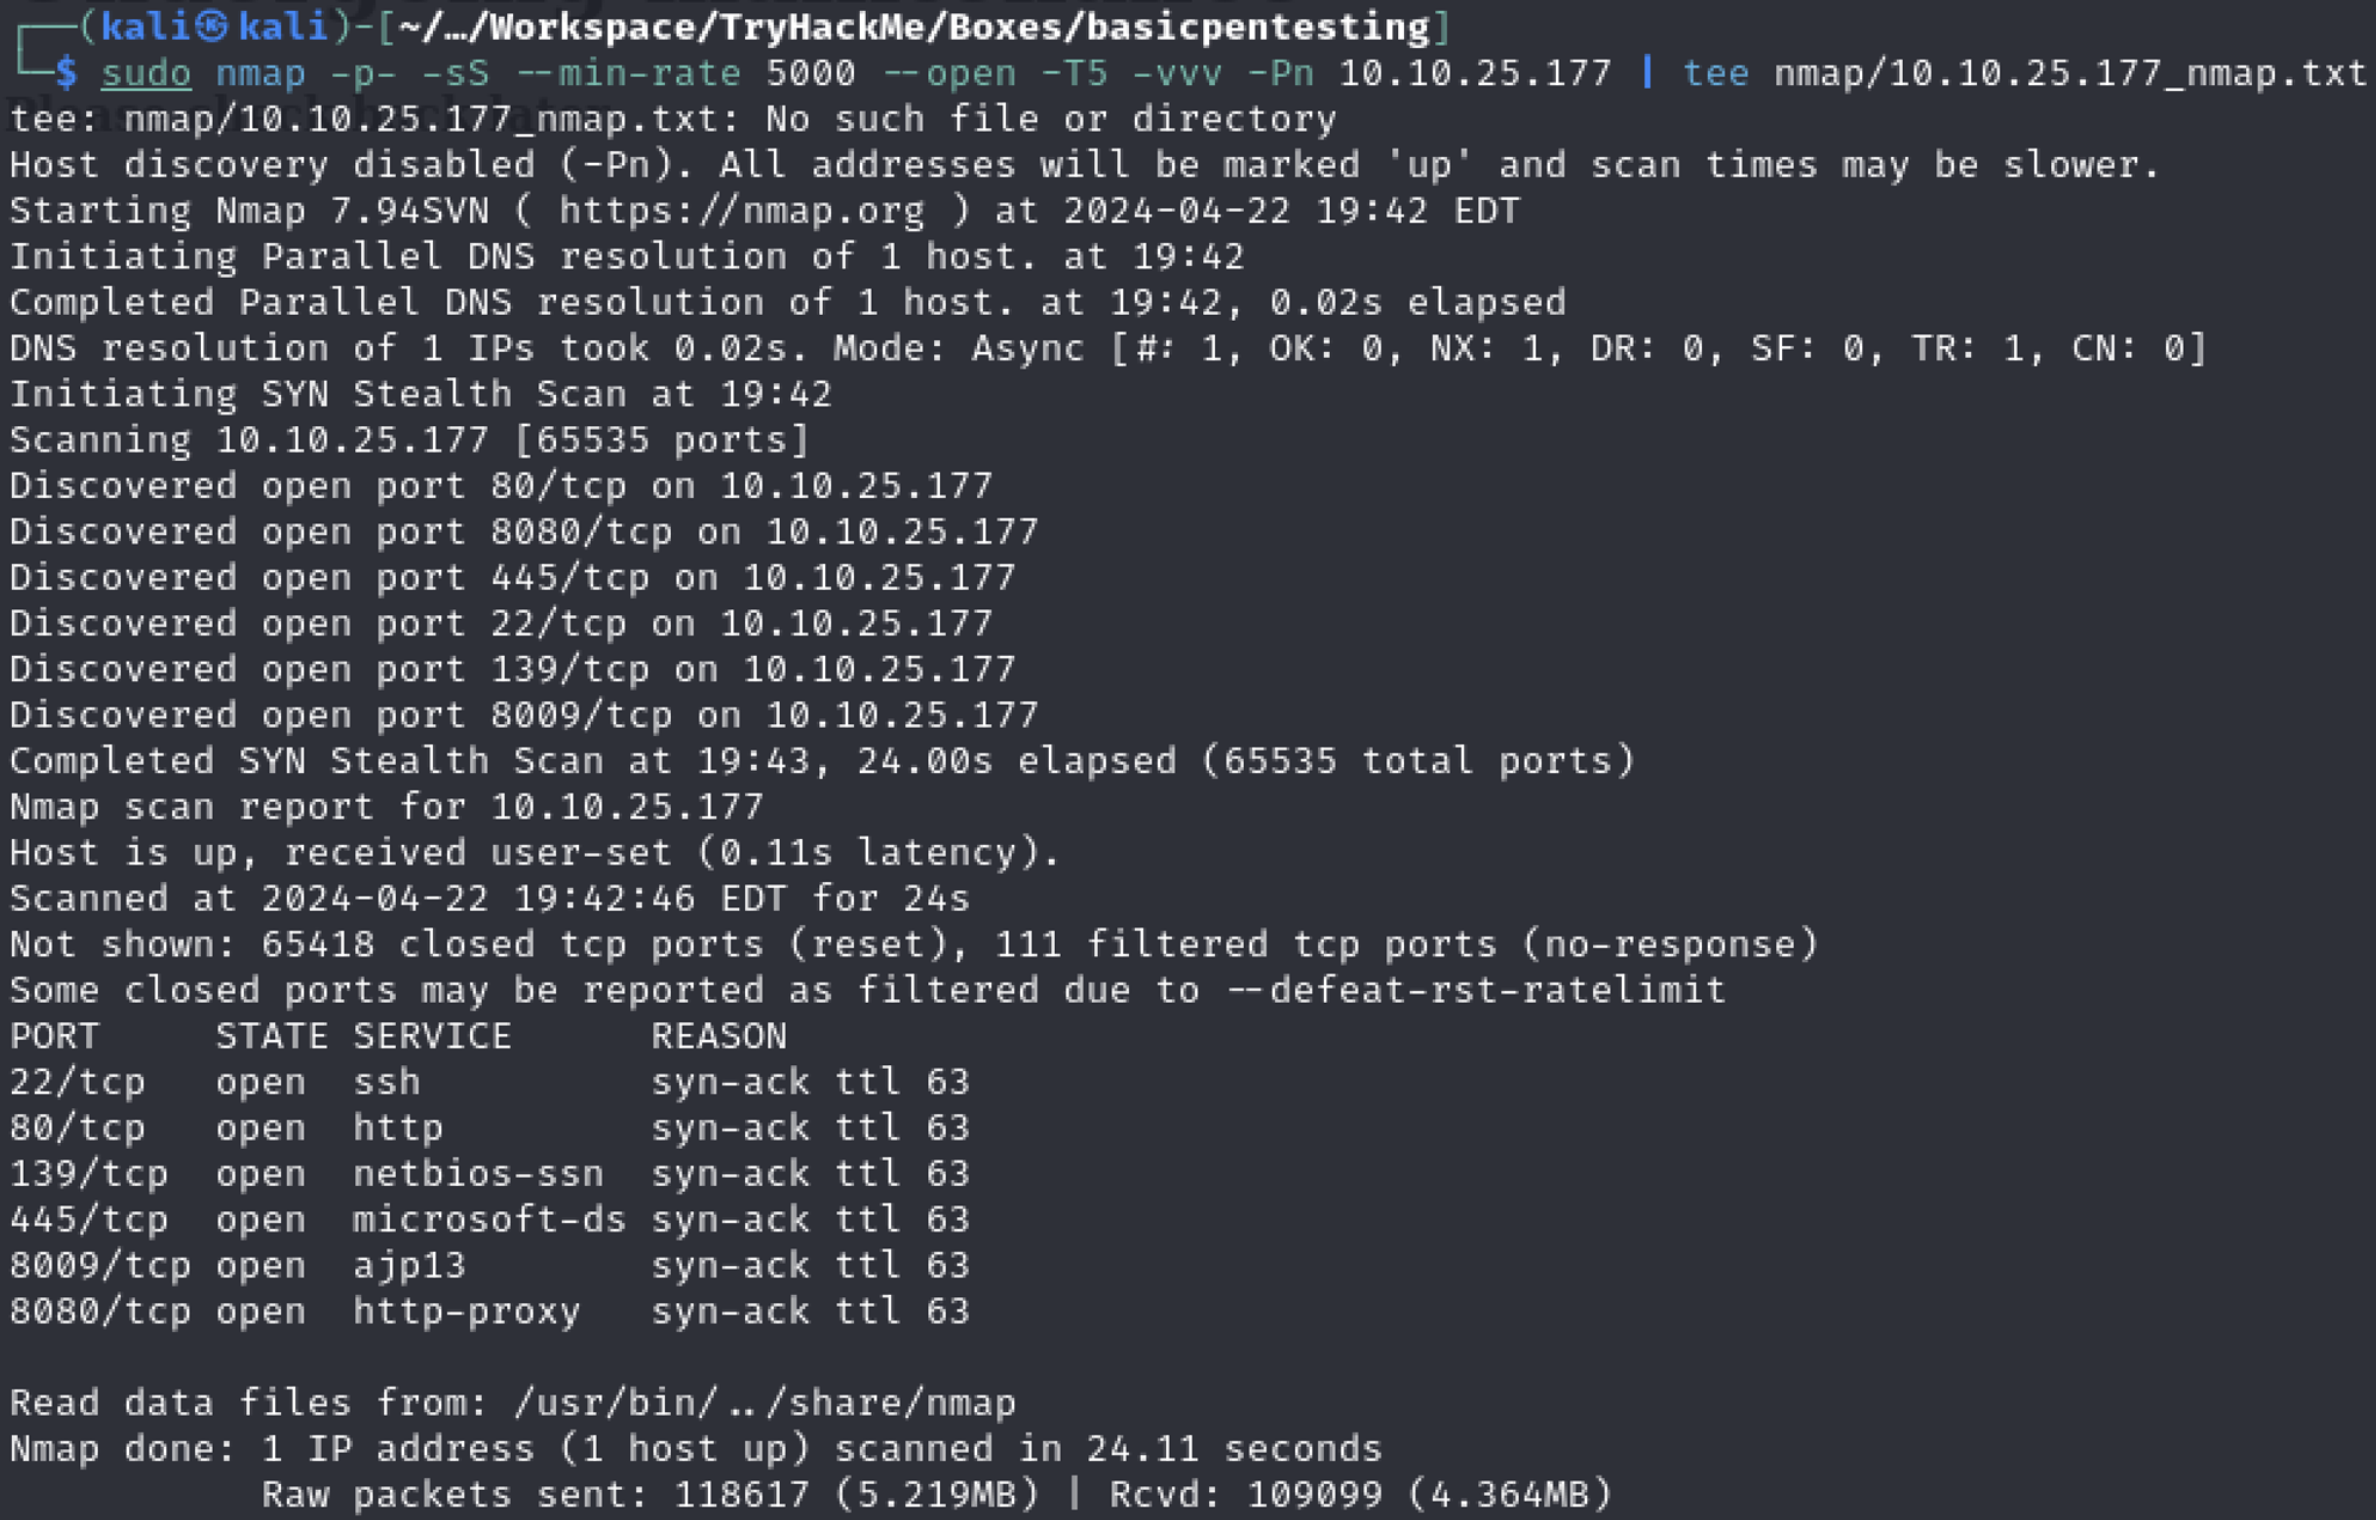 ┌──(kali㉿kali)-[~/…/Workspace/TryHackMe/Boxes/basicpentesting]
└─$ sudo nmap -p- -sS --min-rate 5000 --open -T5 -vvv -Pn 10.10.25.177 | tee nmap/10.10.25.177_nmap.txt
tee: nmap/10.10.25.177_nmap.txt: No such file or directory
Host discovery disabled (-Pn). All addresses will be marked 'up' and scan times may be slower.
Starting Nmap 7.94SVN ( https://nmap.org ) at 2024-04-22 19:42 EDT
Initiating Parallel DNS resolution of 1 host. at 19:42
Completed Parallel DNS resolution of 1 host. at 19:42, 0.02s elapsed
DNS resolution of 1 IPs took 0.02s. Mode: Async [#: 1, OK: 0, NX: 1, DR: 0, SF: 0, TR: 1, CN: 0]
Initiating SYN Stealth Scan at 19:42
Scanning 10.10.25.177 [65535 ports]
Discovered open port 80/tcp on 10.10.25.177
Discovered open port 8080/tcp on 10.10.25.177
Discovered open port 445/tcp on 10.10.25.177
Discovered open port 22/tcp on 10.10.25.177
Discovered open port 139/tcp on 10.10.25.177
Discovered open port 8009/tcp on 10.10.25.177
Completed SYN Stealth Scan at 19:43, 24.00s elapsed (65535 total ports)
Nmap scan report for 10.10.25.177
Host is up, received user-set (0.11s latency).
Scanned at 2024-04-22 19:42:46 EDT for 24s
Not shown: 65418 closed tcp ports (reset), 111 filtered tcp ports (no-response)
Some closed ports may be reported as filtered due to --defeat-rst-ratelimit
PORT     STATE SERVICE      REASON
22/tcp   open  ssh          syn-ack ttl 63
80/tcp   open  http         syn-ack ttl 63
139/tcp  open  netbios-ssn  syn-ack ttl 63
445/tcp  open  microsoft-ds syn-ack ttl 63
8009/tcp open  ajp13        syn-ack ttl 63
8080/tcp open  http-proxy   syn-ack ttl 63
Read data files from: /usr/bin/../share/nmap
Nmap done: 1 IP address (1 host up) scanned in 24.11 seconds
           Raw packets sent: 118617 (5.219MB) | Rcvd: 109099 (4.364MB)